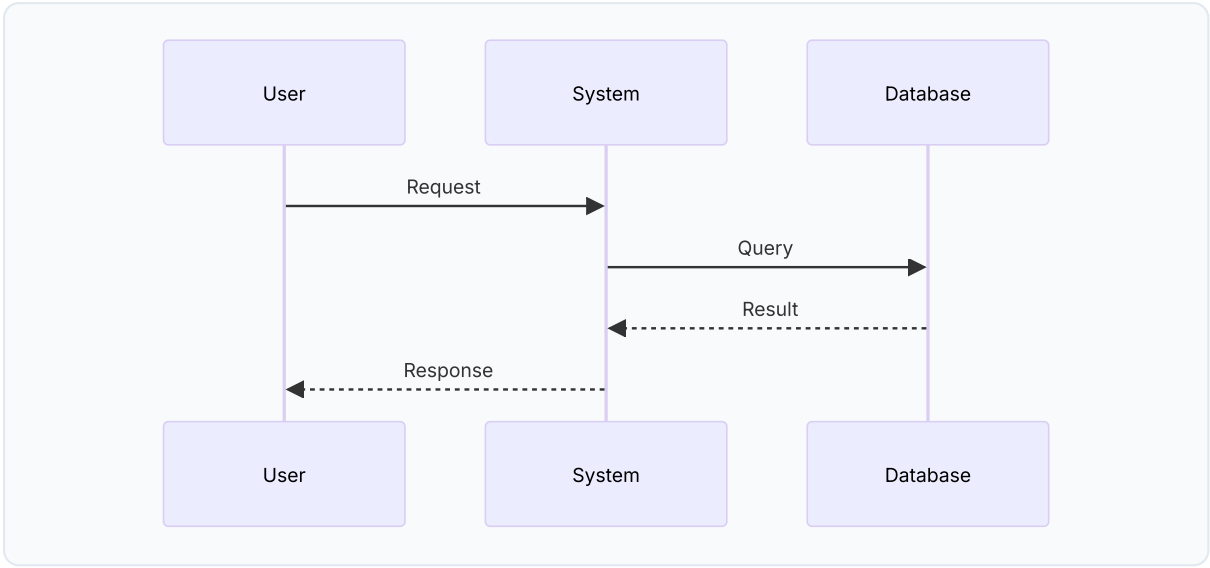 User
System
Database
Request
Query
Result
Response
User
System
Database